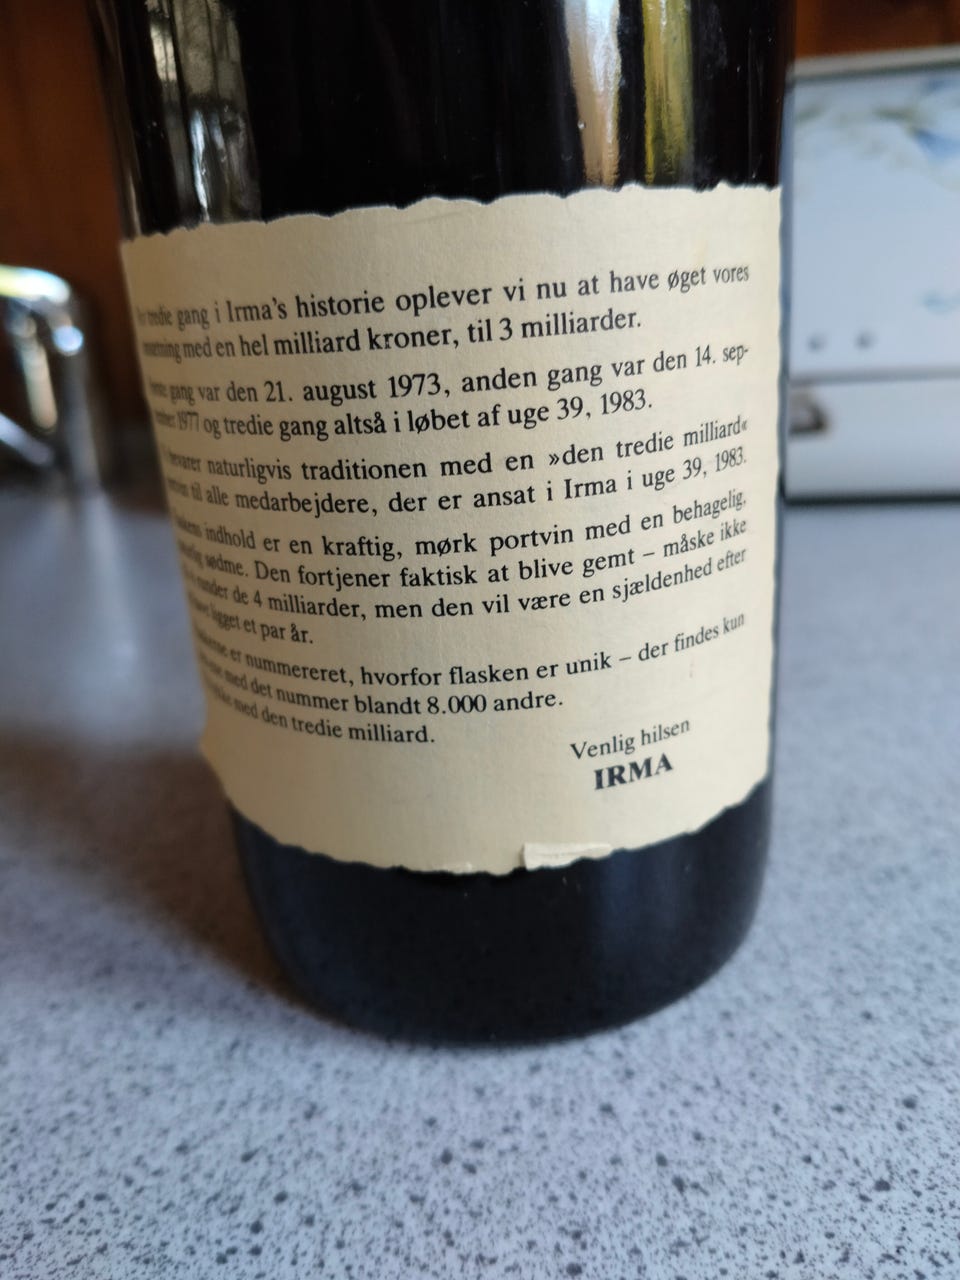 tredie gang i Irma's historie oplever vi nu at have øget vores
med en hel milliard kroner, til 3 milliarder.
gang var den 21. august 1973, anden gang var den 14. sep-
1977 og tredie gang altså i løbet af uge 39, 1983.
naturligvis traditionen med en »den tredie milliard«
til alle medarbejdere, der er ansat i Irma i uge 39, 1983.
indhold er en kraftig, mørk portvin med en behagelig,
sødme. Den fortjener faktisk at blive gemt – måske ikke
de 4 milliarder, men den vil være en sjældenhed efter
ligget et par år.
er nummereret, hvorfor flasken er unik – der findes kun
med det nummer blandt 8.000 andre.
med den tredie milliard.
Venlig hilsen
IRMA